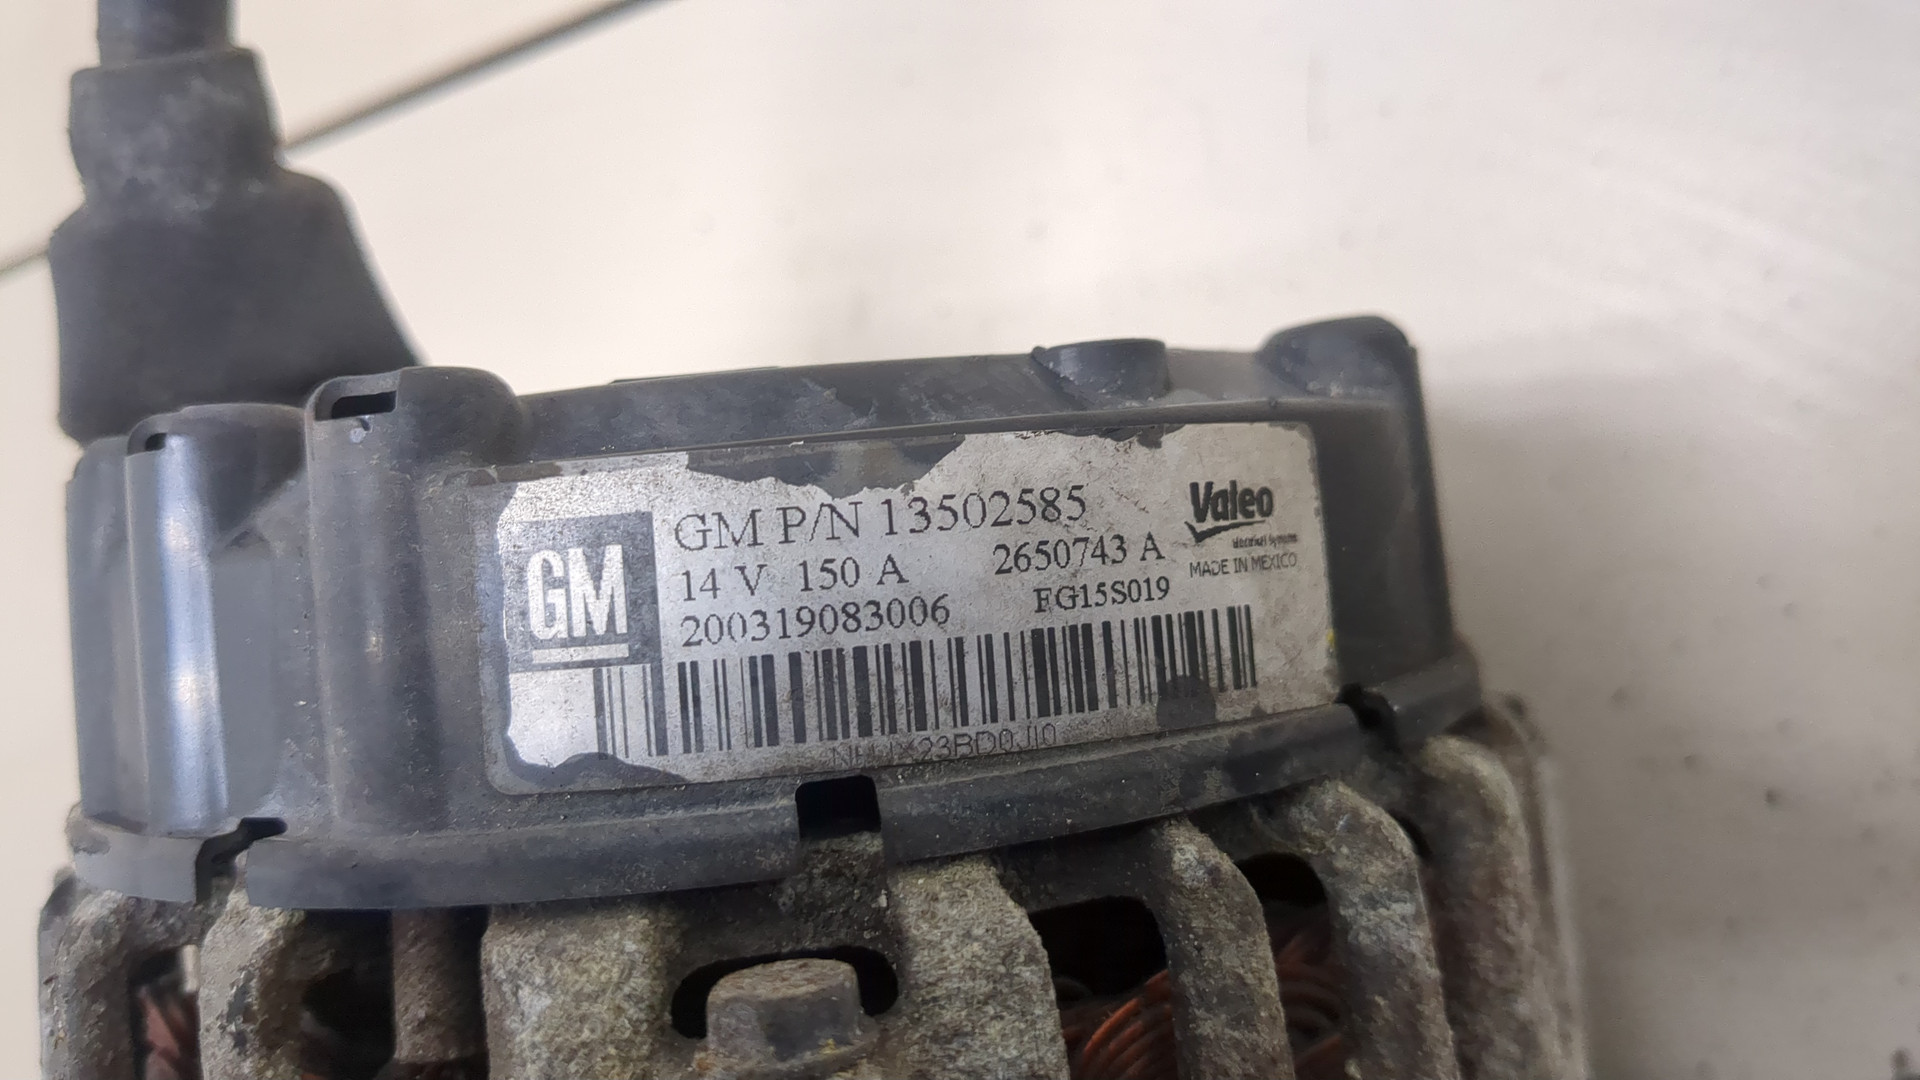 GM
GM P/N 13502585
14 V 150 A
2650743 A
200319083006
FG15S019
Valeo
MADE IN MEXICO